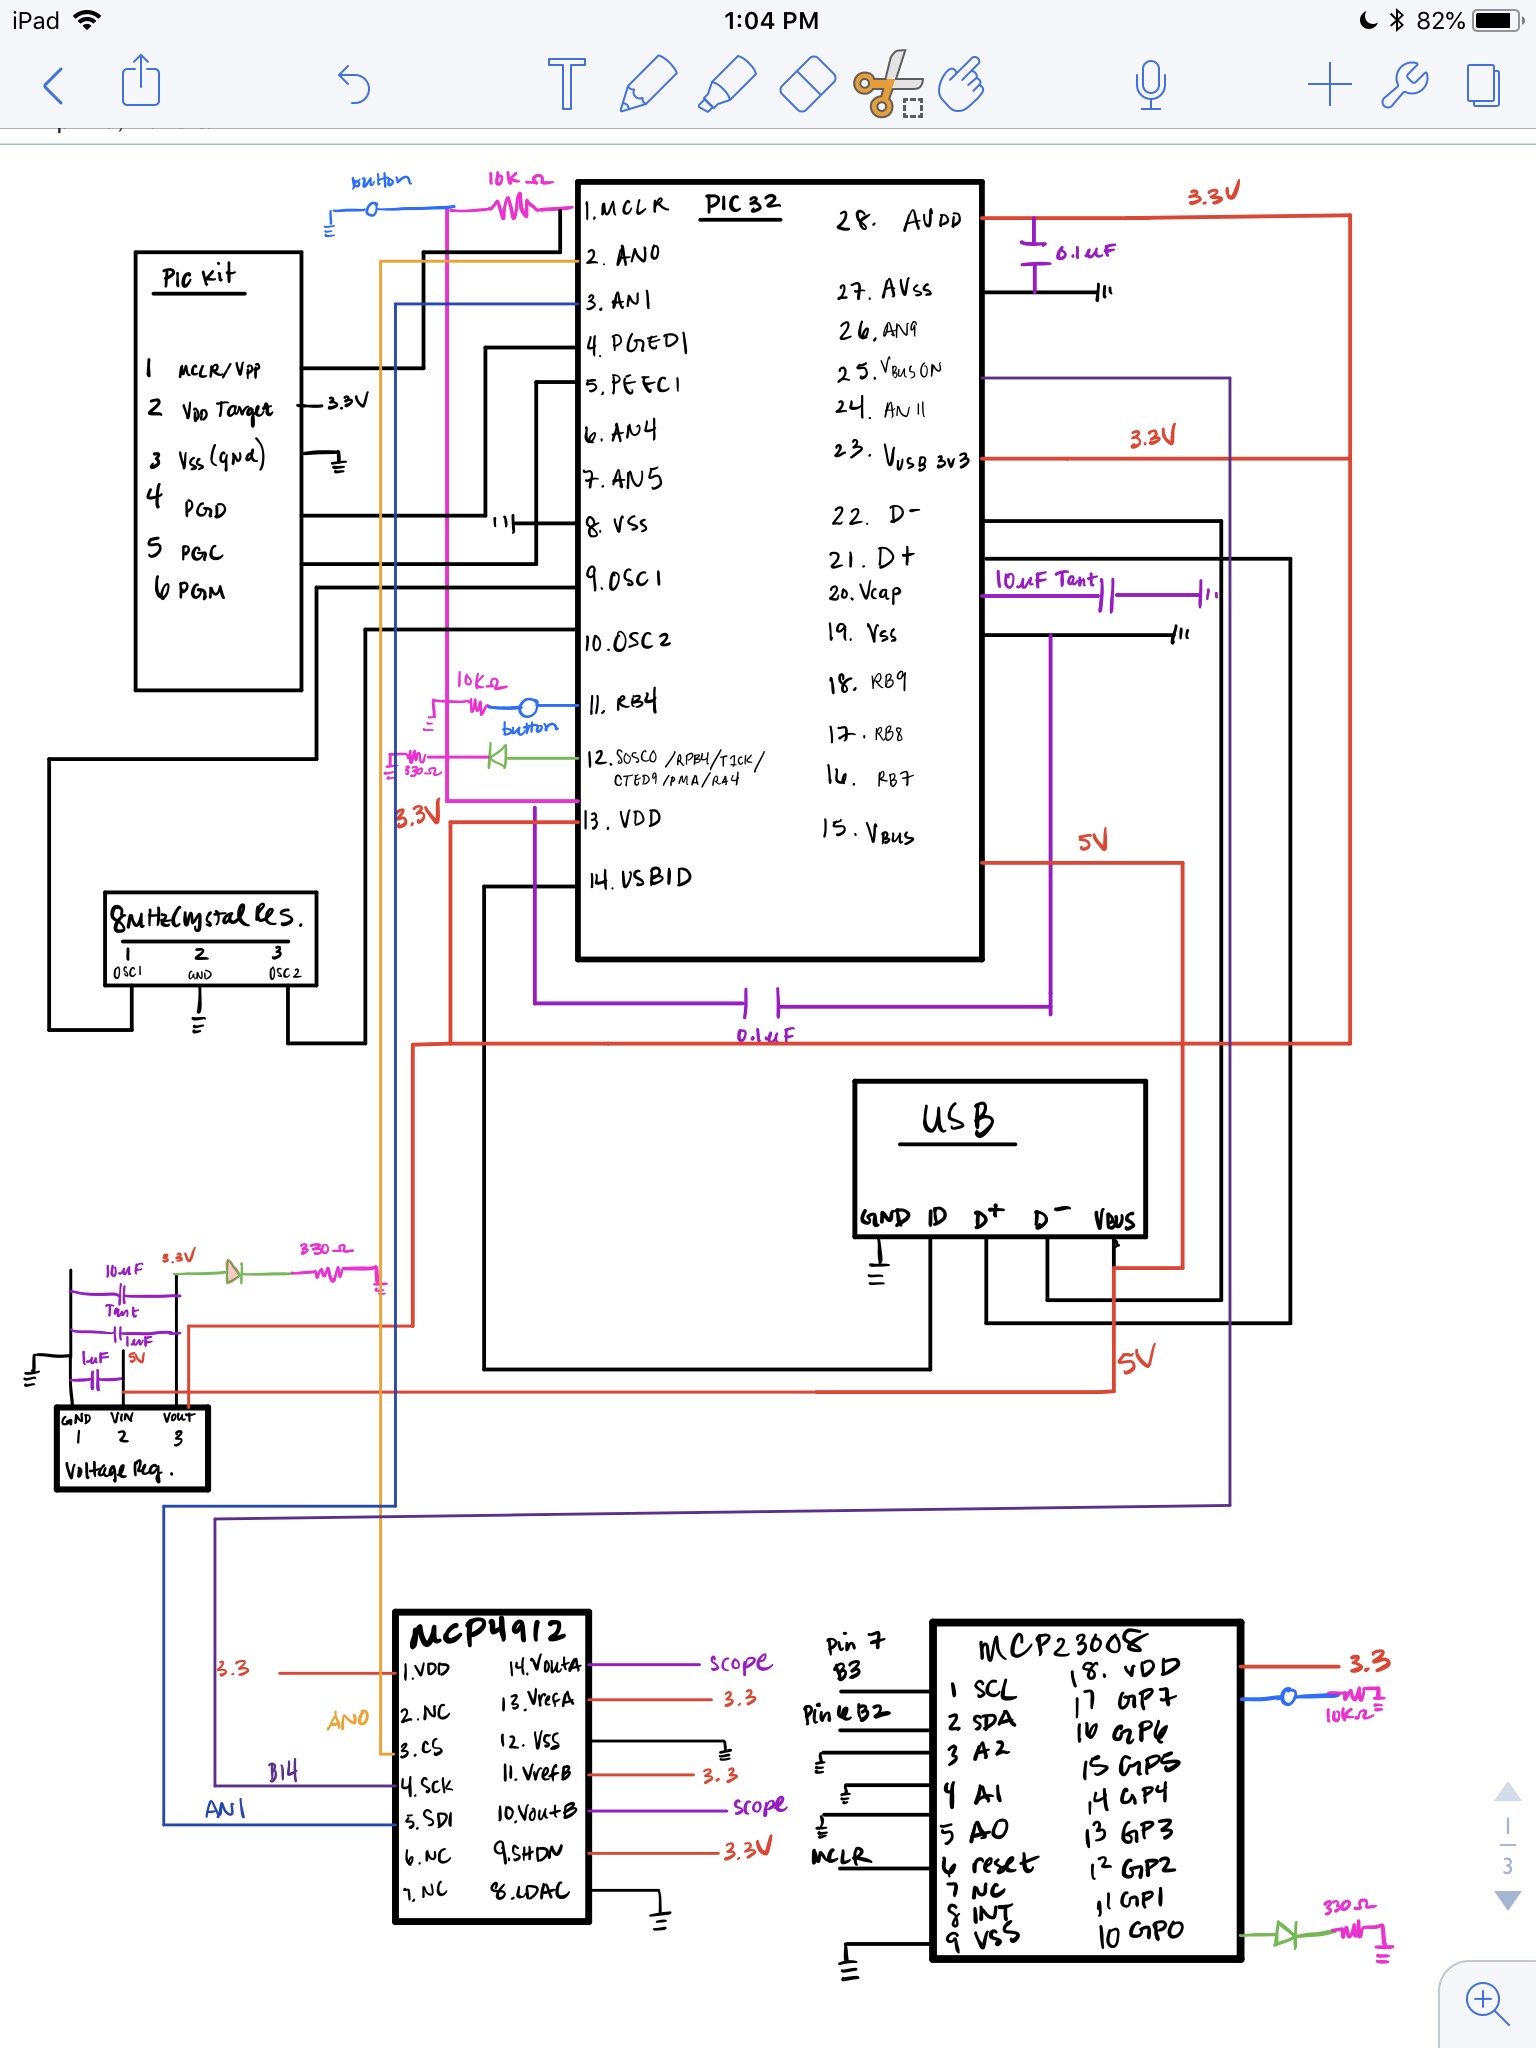 iPad
1:04 PM
82%
button
10K Ω
PIC 32
1. MCLR
2. AN0
3. AN1
4. PGED1
5. PEEC1
6. AN4
7. AN5
8. VSS
9. OSC1
10. OSC2
11. RB4
12. SOSCO /RPB4/T1CK/
CTED9/PMA/RA4
13. VDD
14. USBID
28. AVDD
27. AVSS
26. AN9
25. VBUSON
24. AN11
23. VUSB 3V3
22. D-
21. D+
20. Vcap
19. Vss
18. RB9
17. RB8
16. RB7
15. VBUS
3.3V
0.1uF
3.3V
10uF Tant
5V
0.1uF
PIC Kit
1 MCLR/VPP
2 VDD Target
3.3V
3 VSS (gnd)
4 PGD
5 PGC
6 PGM
10KΩ
button
330Ω
3.3V
8MHz Crystal Res.
1 2 3
OSC1 GND OSC2
USB
GND ID D+ D- VBUS
5V
3.3V
330Ω
10uF
Tant
1uF
1uF
5V
GND VIN VOUT
1 2 3
Voltage Reg.
MCP4912
1. VDD
2. NC
3. CS
4. SCK
5. SDI
6. NC
7. NC
14. VoutA
13. VrefA
12. VSS
11. VrefB
10. VoutB
9. SHDN
8. LDAC
3.3
AN0
B14
AN1
scope
3.3
3.3
scope
3.3V
MCP23008
1 SCL
2 SDA
3 A2
4 A1
5 A0
6 reset
7 NC
8 INT
9 VSS
18. VDD
17 GP7
16 GP6
15 GP5
14 GP4
13 GP3
12 GP2
11 GP1
10 GP0
Pin 7
B3
Pin 6 B2
MCLR
3.3
10KΩ
330Ω
1
3